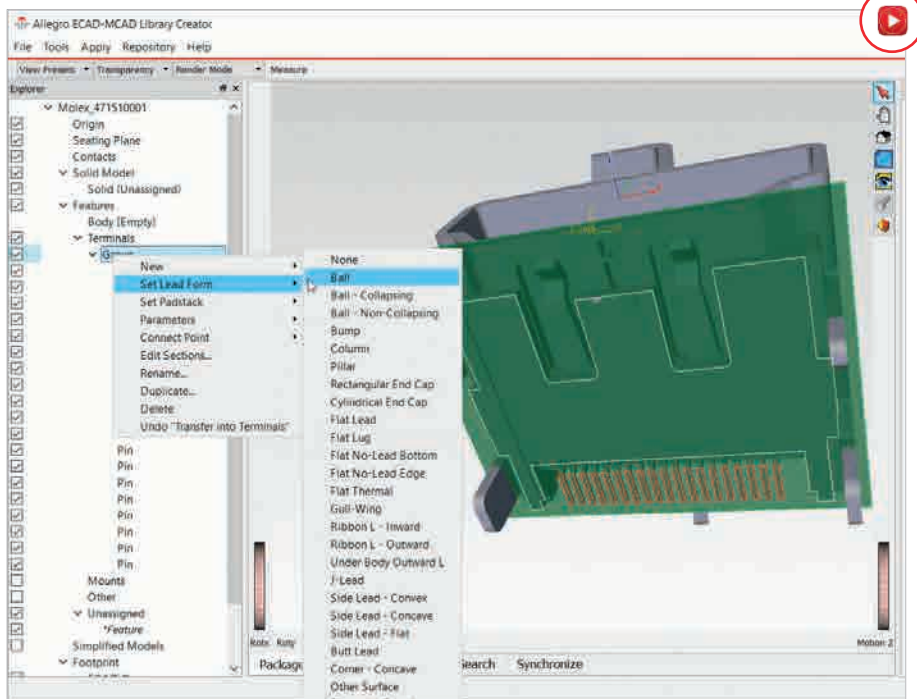 Allegro ECAD-MCAD Library Creator
File Tools Apply Repository Help
View Presets Transparency Render Mode Measure
Explorer
Molex_471510001
Origin
Seating Plane
Contacts
Solid Model
Solid (Unassigned)
Features
Body [Empty]
Terminals
New
Set Lead Form
Set Padstack
Parameters
Connect Point
Edit Sections...
Rename...
Duplicate...
Delete
Undo "Transfer into Terminals"
None
Ball
Ball - Collapsing
Ball - Non-Collapsing
Bump
Column
Pillar
Rectangular End Cap
Cylindrical End Cap
Flat Lead
Flat Lug
Flat No-Lead Bottom
Flat No-Lead Edge
Flat Thermal
Gull-Wing
Ribbon L - Inward
Ribbon L - Outward
Under Body Outward L
J-Lead
Side Lead - Convex
Side Lead - Concave
Side Lead - Flat
Butt Lead
Corner - Concave
Other Surface
Pin
Pin
Pin
Pin
Pin
Pin
Pin
Pin
Mounts
Other
Unassigned
*Feature
Simplified Models
Footprint
Rotx Roty
Motion Z
Packag
earch Synchronize